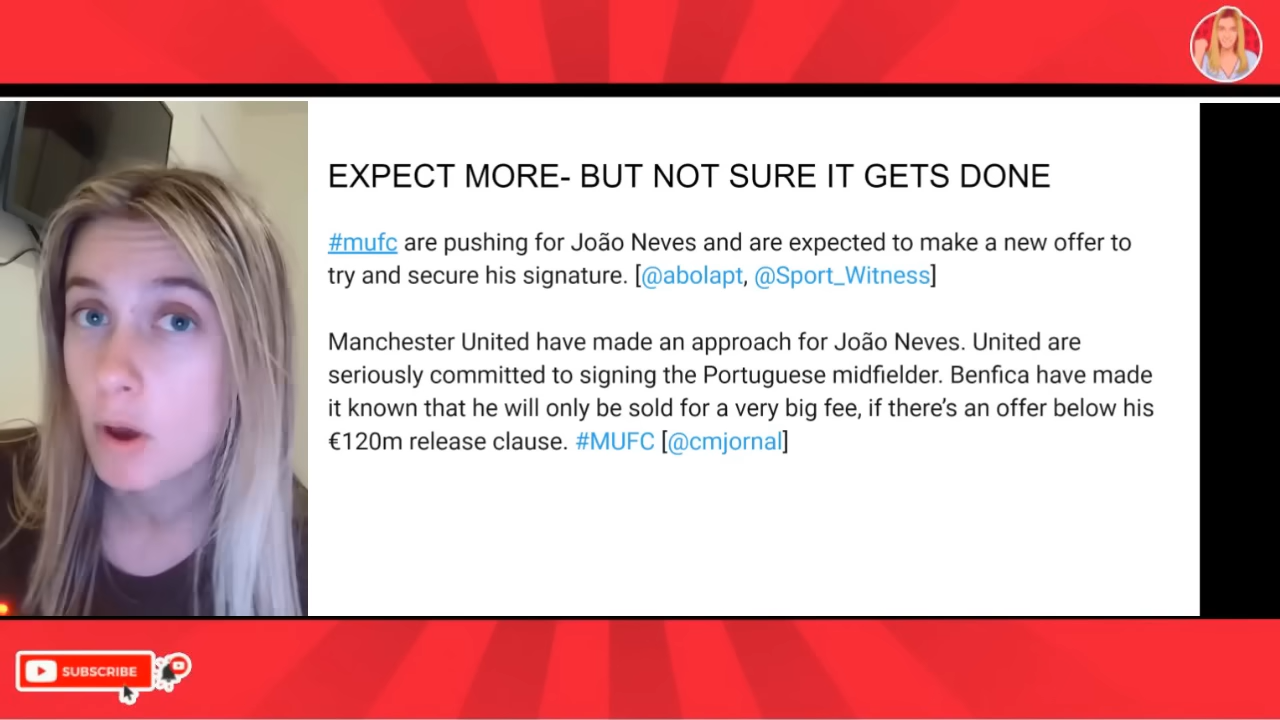 EXPECT MORE- BUT NOT SURE IT GETS DONE
#mufc are pushing for João Neves and are expected to make a new offer to
try and secure his signature. [@abolapt, @Sport_Witness]
Manchester United have made an approach for João Neves. United are
seriously committed to signing the Portuguese midfielder. Benfica have made
it known that he will only be sold for a very big fee, if there’s an offer below his
€120m release clause. #MUFC [@cmjornal]
SUBSCRIBE